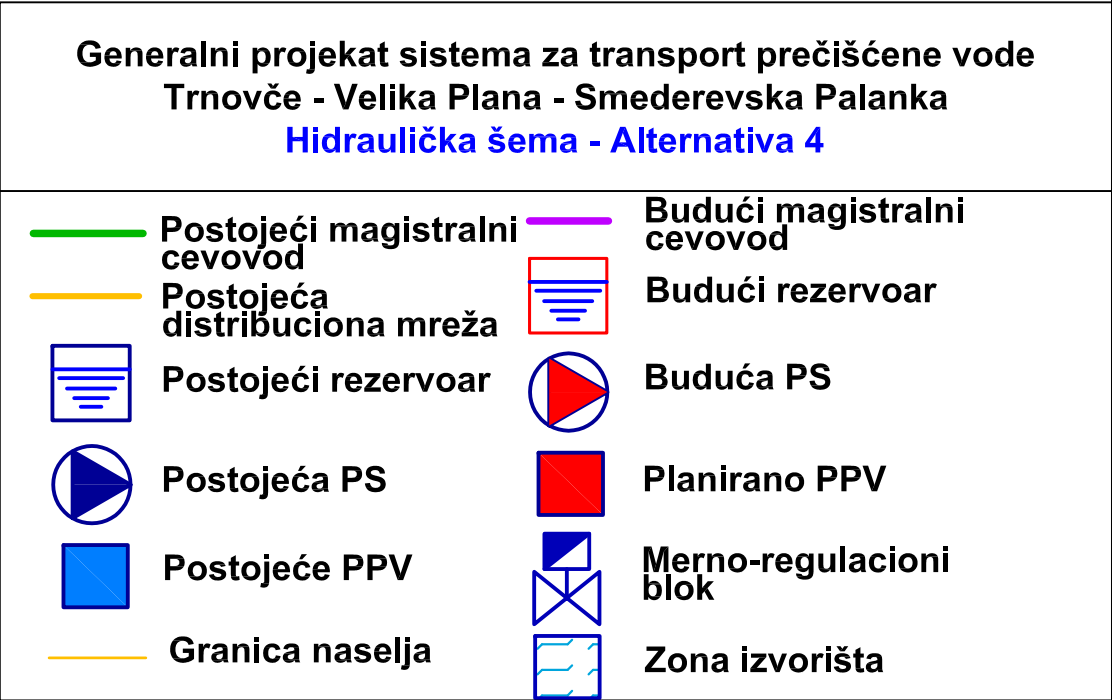 Generalni projekat sistema za transport prečišćene vode
Trnovče - Velika Plana - Smederevska Palanka
Hidraulička šema - Alternativa 4
Postojeći magistralni
cevovod
Postojeća
distribuciona mreža
Postojeći rezervoar
Postojeća PS
Postojeće PPV
Granica naselja
Budući magistralni
cevovod
Budući rezervoar
Buduća PS
Planirano PPV
Merno-regulacioni
blok
Zona izvorišta